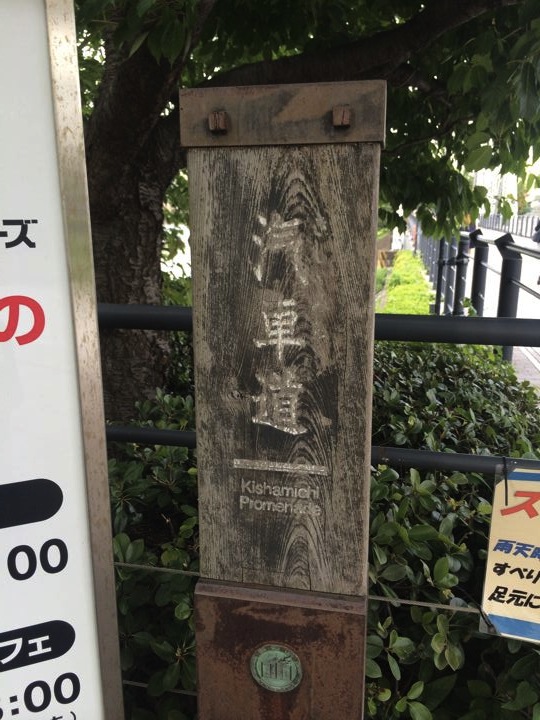 ーズ
の
00
フェ
:00
汽車道
Kishamichi
Promenade
ス
雨天
すべり
足元に